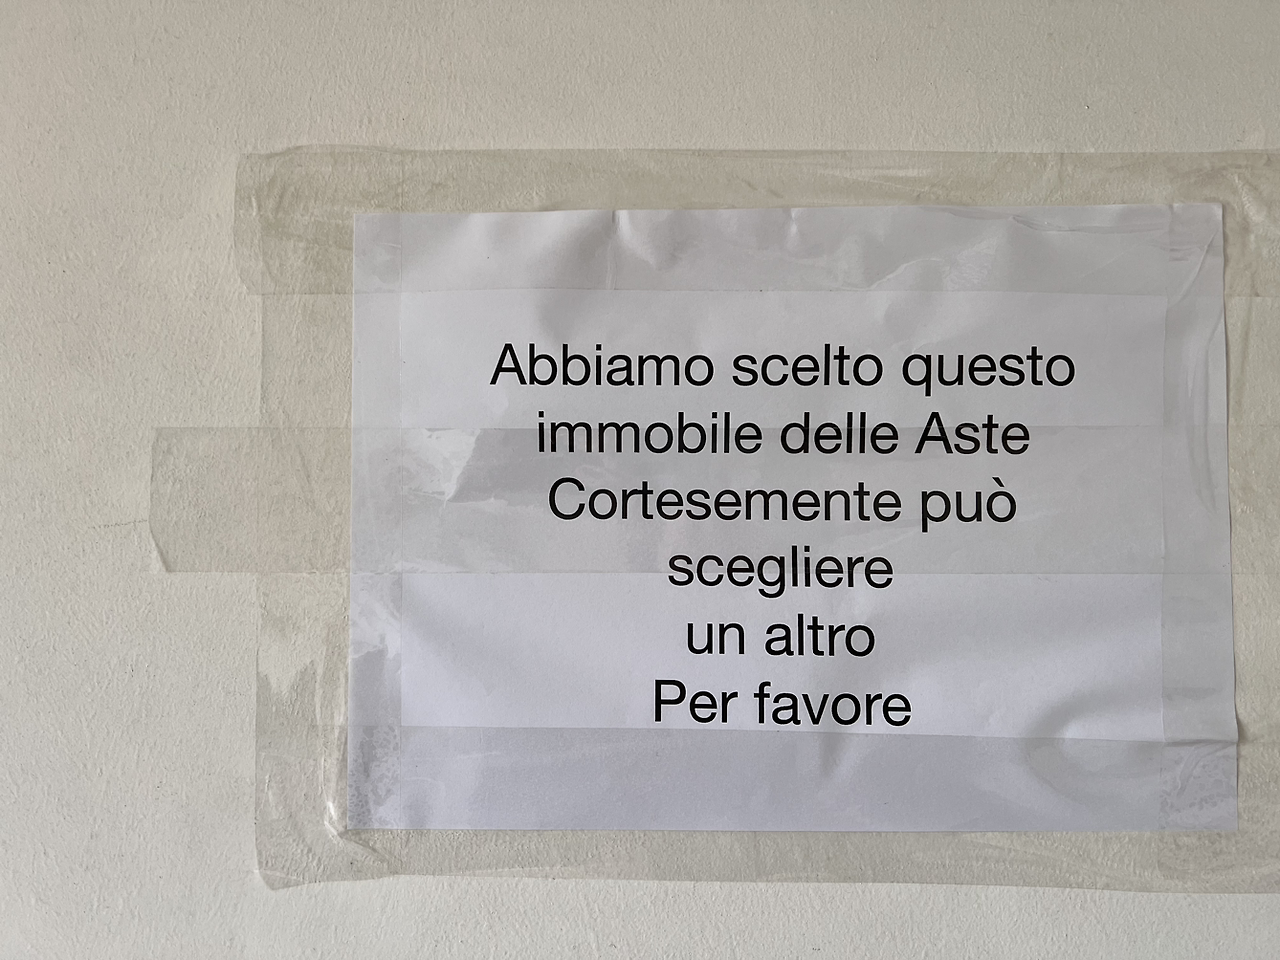 Abbiamo scelto questo
immobile delle Aste
Cortesemente può
scegliere
un altro
Per favore